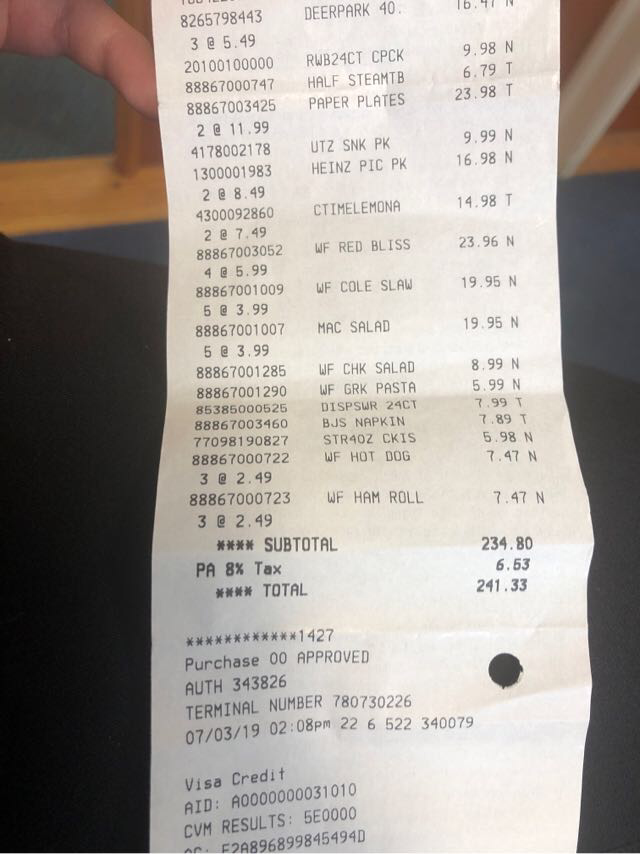 8265798443 DEERPARK 40. 16.47 N
3 @ 5.49
20100100000 RWB24CT CPCK 9.98 N
88867000747 HALF STEAMTB 6.79 T
88867003425 PAPER PLATES 23.98 T
2 @ 11.99
4178002178 UTZ SNK PK 9.99 N
1300001983 HEINZ PIC PK 16.98 N
2 @ 8.49
4300092860 CTIMELEMONA 14.98 T
2 @ 7.49
88867003052 WF RED BLISS 23.96 N
4 @ 5.99
88867001009 WF COLE SLAW 19.95 N
5 @ 3.99
88867001007 MAC SALAD 19.95 N
5 @ 3.99
88867001285 WF CHK SALAD 8.99 N
88867001290 WF GRK PASTA 5.99 N
85385000525 DISPSWR 24CT 7.99 T
88867003460 BJS NAPKIN 7.89 T
77098190827 STR4OZ CKIS 5.98 N
88867000722 WF HOT DOG 7.47 N
3 @ 2.49
88867000723 WF HAM ROLL 7.47 N
3 @ 2.49
**** SUBTOTAL 234.80
PA 8% Tax 6.53
**** TOTAL 241.33
************1427
Purchase 00 APPROVED
AUTH 343826
TERMINAL NUMBER 780730226
07/03/19 02:08pm 22 6 522 340079
Visa Credit
AID: A0000000031010
CVM RESULTS: 5E0000
AC: F2A896899845494D